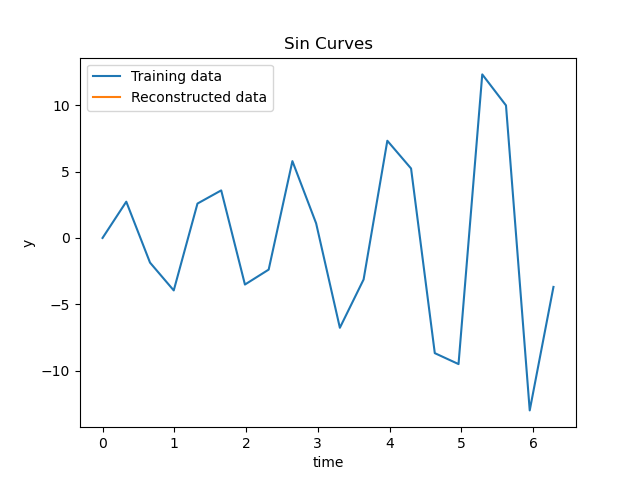 Sin Curves
Training data
Reconstructed data
10
5
0
−5
−10
y
0 1 2 3 4 5 6
time